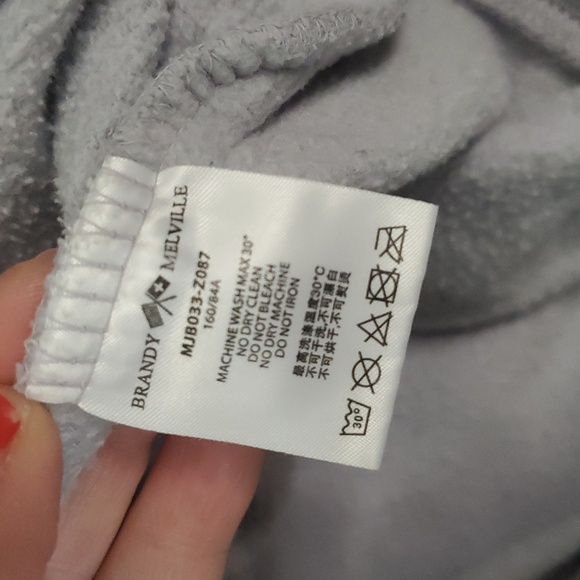 BRANDY MELVILLE
MJB033-Z087
160/84A
MACHINE WASH MAX 30°
NO DRY CLEAN
DO NOT BLEACH
NO DRY MACHINE
DO NOT IRON
最高洗涤温度30°C
不可干洗,不可漂白
不可烘干,不可熨烫
30°